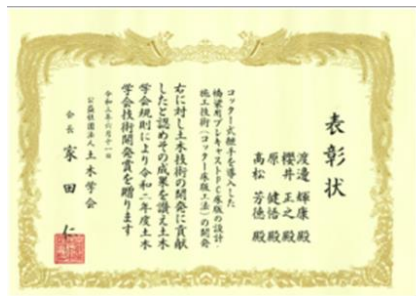 表彰状
渡邊 輝康 殿
櫻井 正之 殿
原 健悟 殿
高松 芳徳 殿
コッター式継手を導入した
橋梁用プレキャストPC床版の設計・
施工技術(コッター床版工法)の開発
右に対し土木技術の開発に貢献
したと認めその成果を讃え土木
学会規則により令和二年度土木
学会技術開発賞を贈ります
令和三年六月十一日
公益社団法人 土木学会
会長 家田 仁